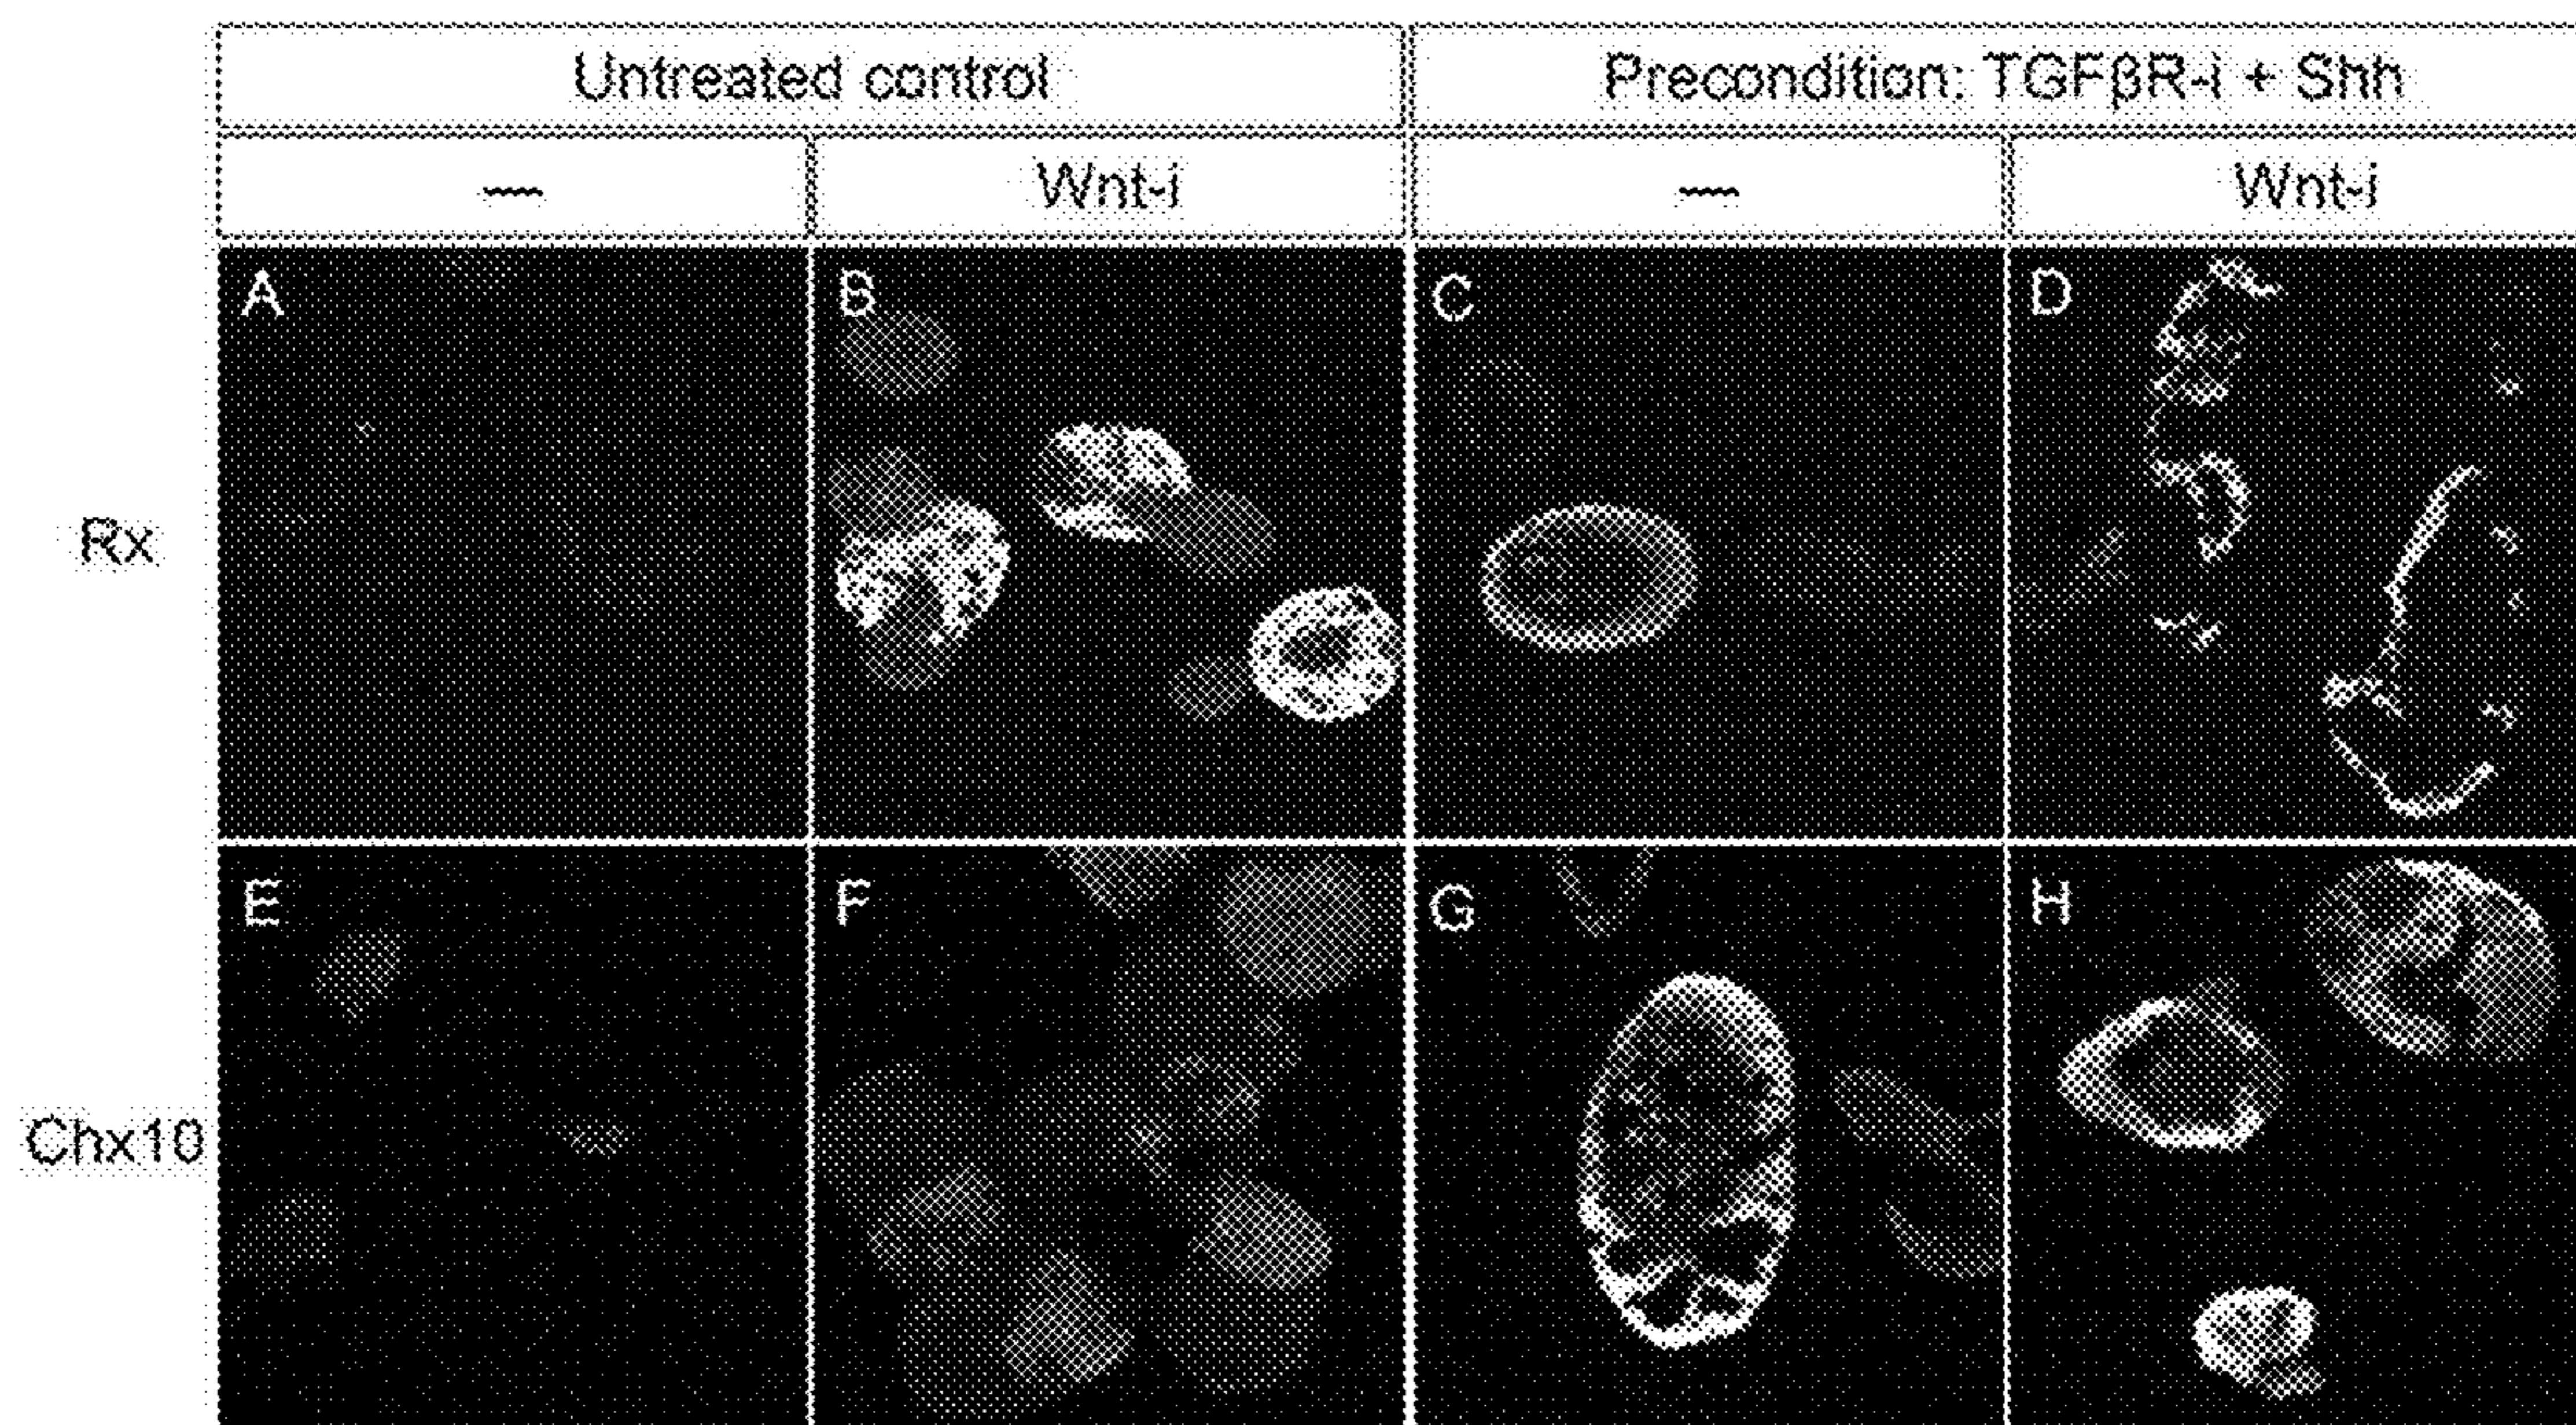 Untreated control
Precondition: TGFβR-i + Shh
—
Wnt-i
—
Wnt-i
A
B
C
D
Rx
E
F
G
H
Chx10